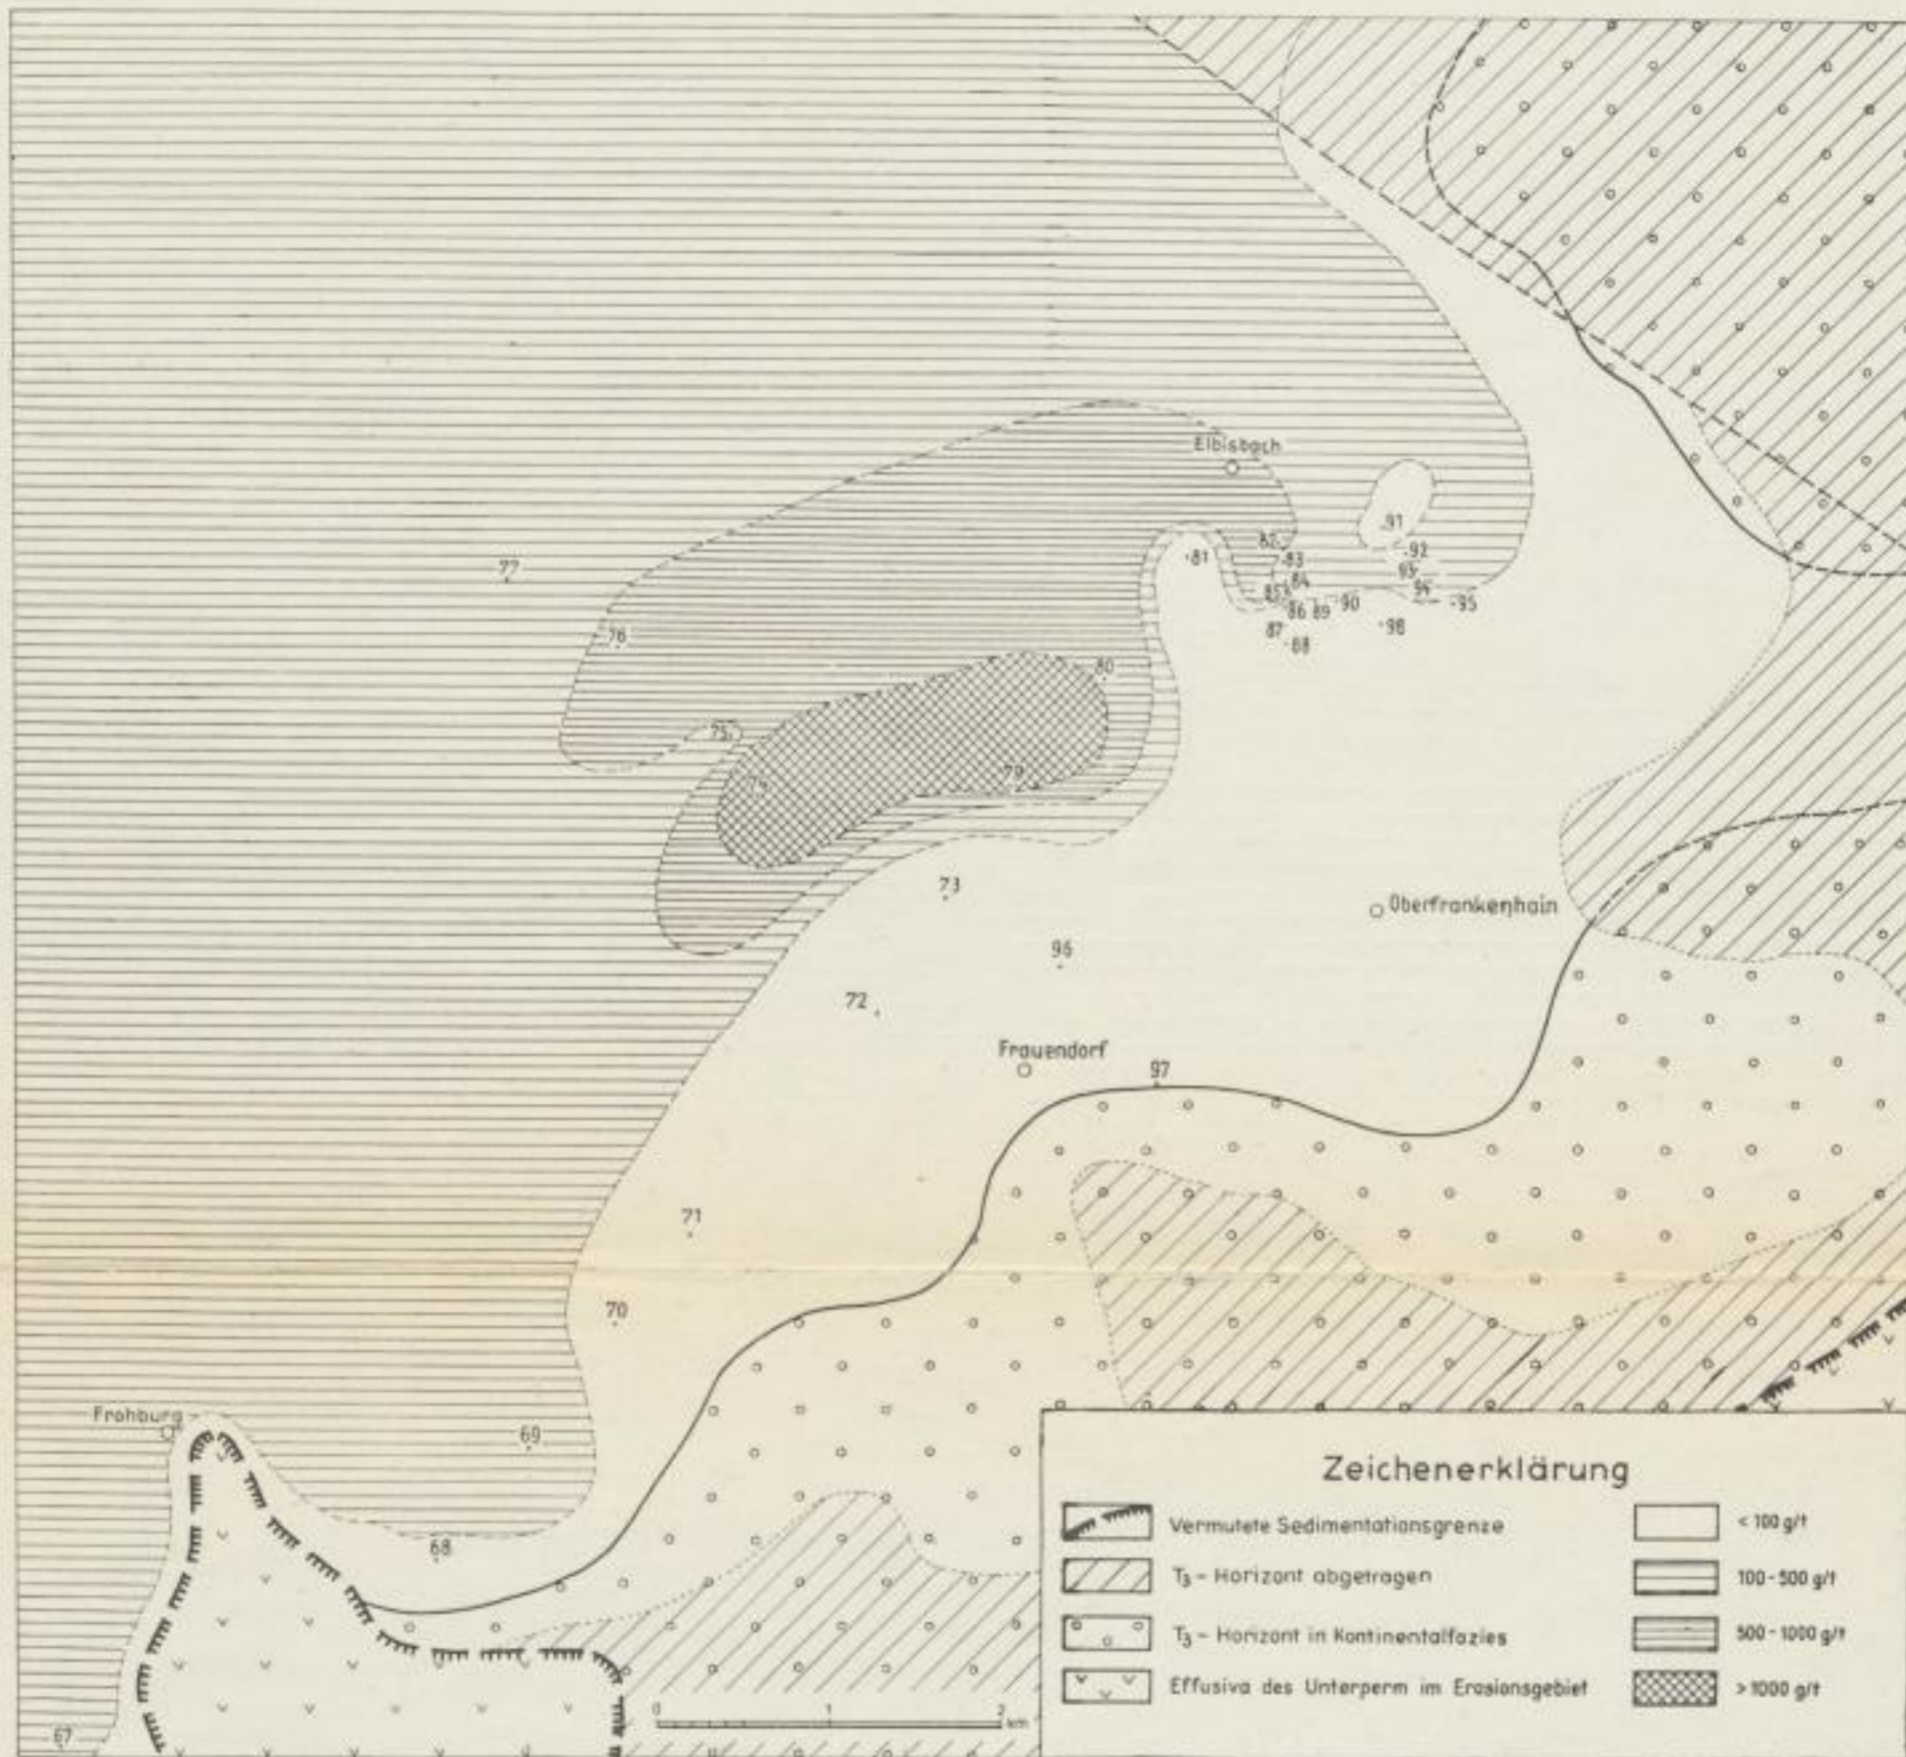 Elbisbach
91
82
92
81
83
93
77
84
94
85
86
89
90
95
87
98
76
88
80
75
79
74
73
Oberfrankenhain
96
72
Frauendorf
97
71
70
Frohburg
69
68
67
Zeichenerklärung
Vermutete Sedimentationsgrenze
< 100 g/t
T₃ - Horizont abgetragen
100 - 500 g/t
T₃ - Horizont in Kontinentalfazies
500 - 1000 g/t
Effusiva des Unterperm im Erosionsgebiet
> 1000 g/t
0 1 2 km